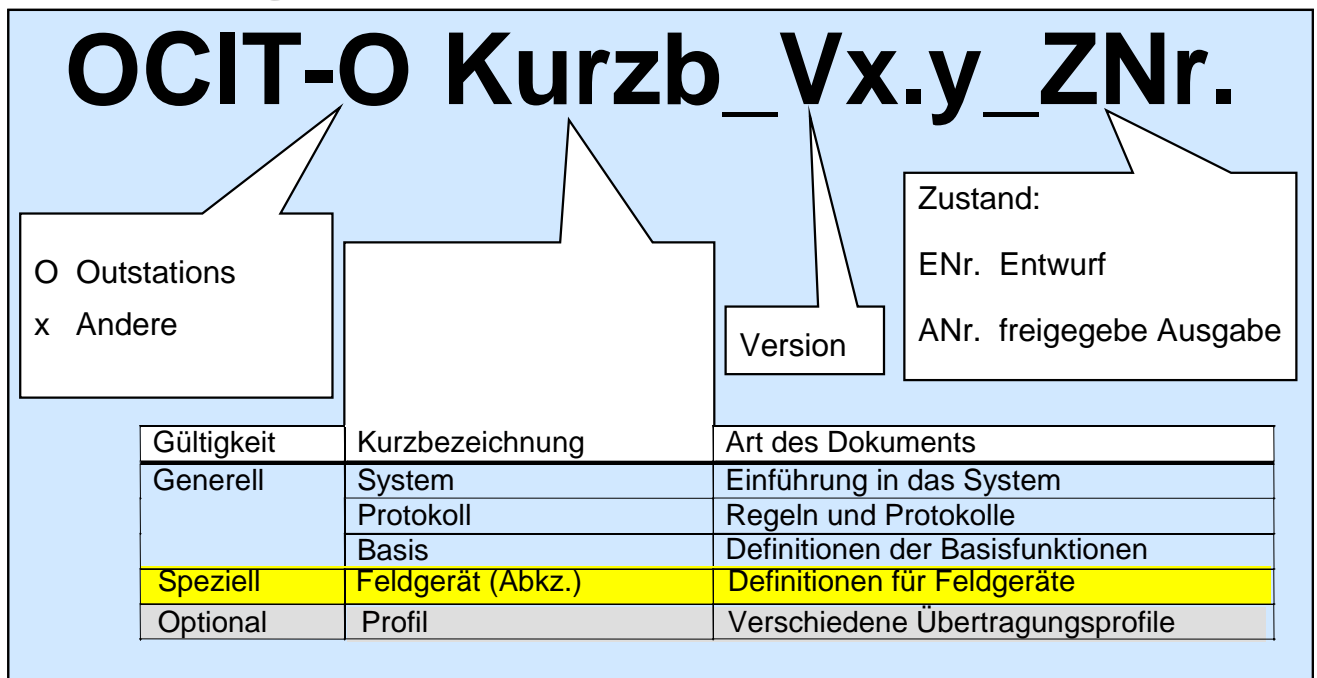 OCIT-O Kurzb_Vx.y_ZNr.
O Outstations
x Andere
Version
Zustand:
ENr. Entwurf
ANr. freigegebe Ausgabe
Gültigkeit Kurzbezeichnung Art des Dokuments
Generell System Einführung in das System
Protokoll Regeln und Protokolle
Basis Definitionen der Basisfunktionen
Speziell Feldgerät (Abkz.) Definitionen für Feldgeräte
Optional Profil Verschiedene Übertragungsprofile